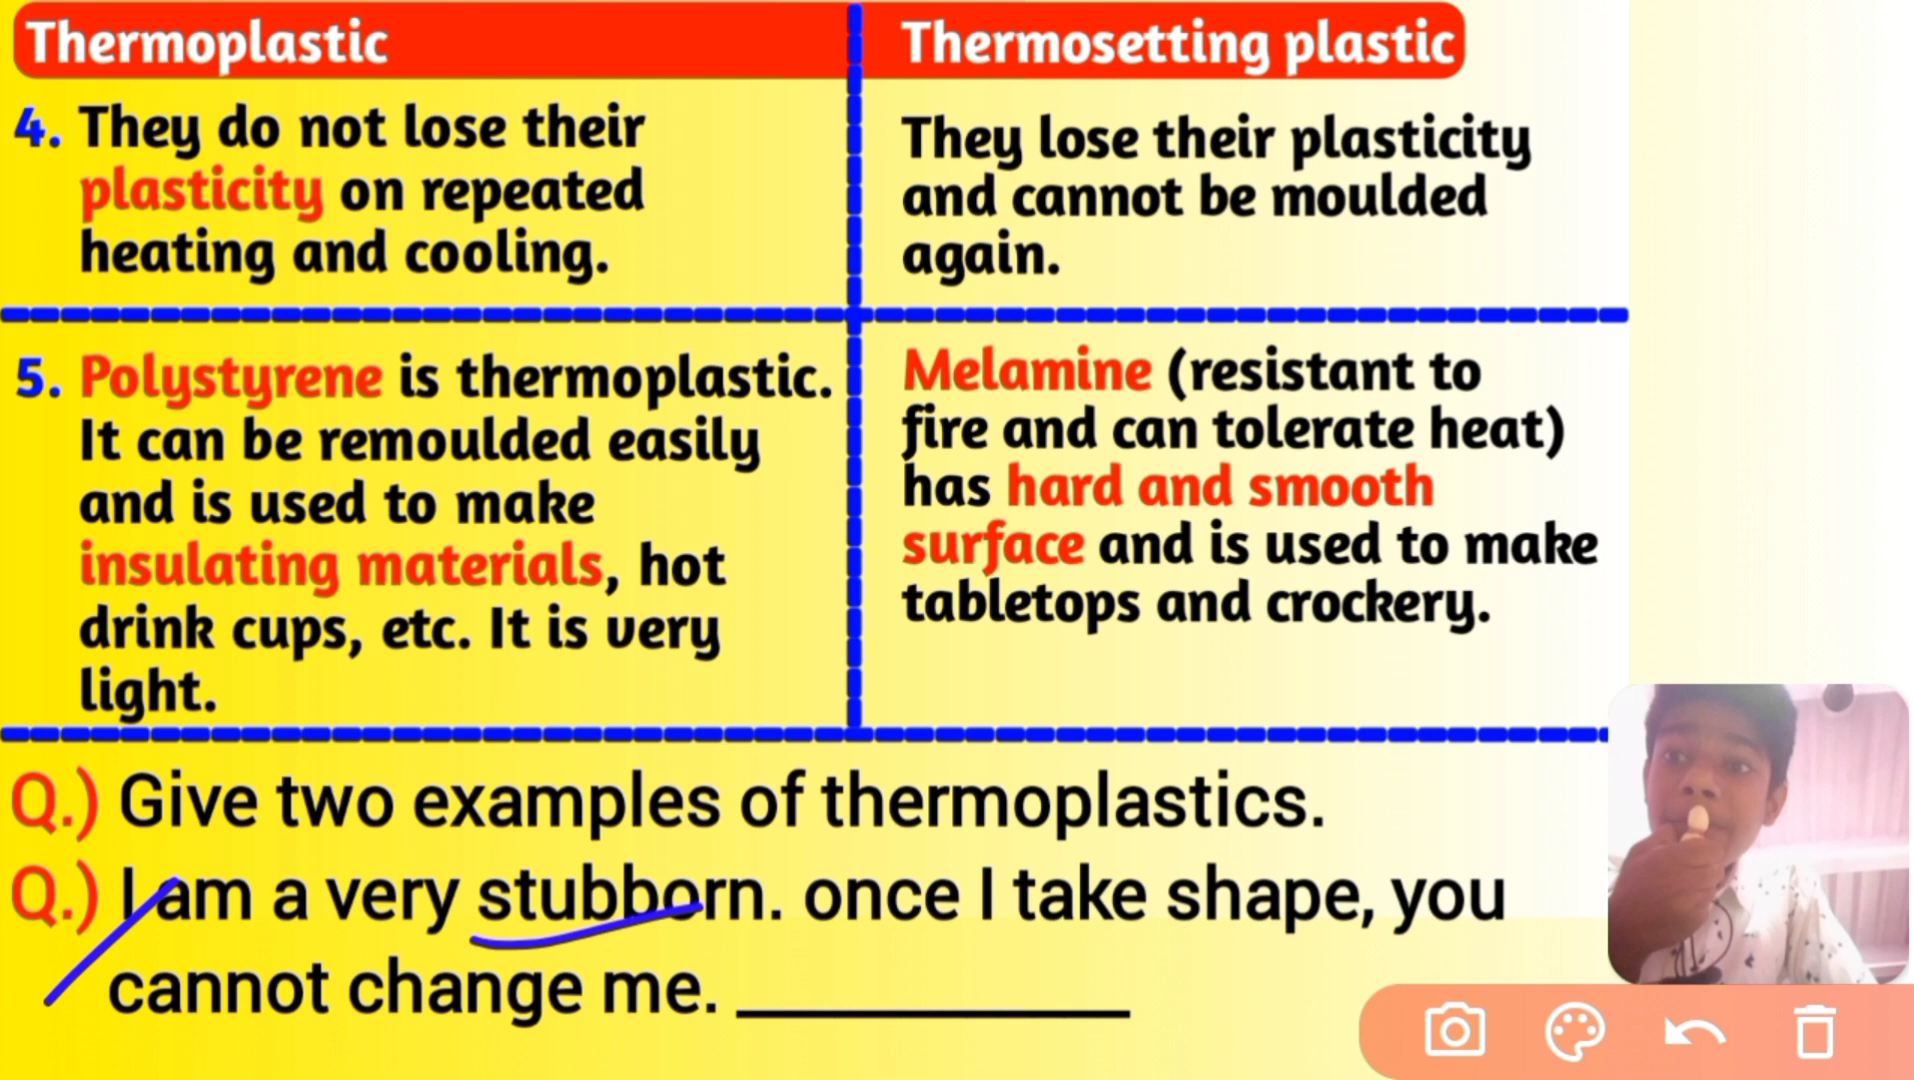 Thermoplastic
Thermosetting plastic
4. They do not lose their
plasticity on repeated
heating and cooling.
They lose their plasticity
and cannot be moulded
again.
5. Polystyrene is thermoplastic.
It can be remoulded easily
and is used to make
insulating materials, hot
drink cups, etc. It is very
light.
Melamine (resistant to
fire and can tolerate heat)
has hard and smooth
surface and is used to make
tabletops and crockery.
Q.) Give two examples of thermoplastics.
Q.) I am a very stubborn. once I take shape, you
cannot change me. ____________